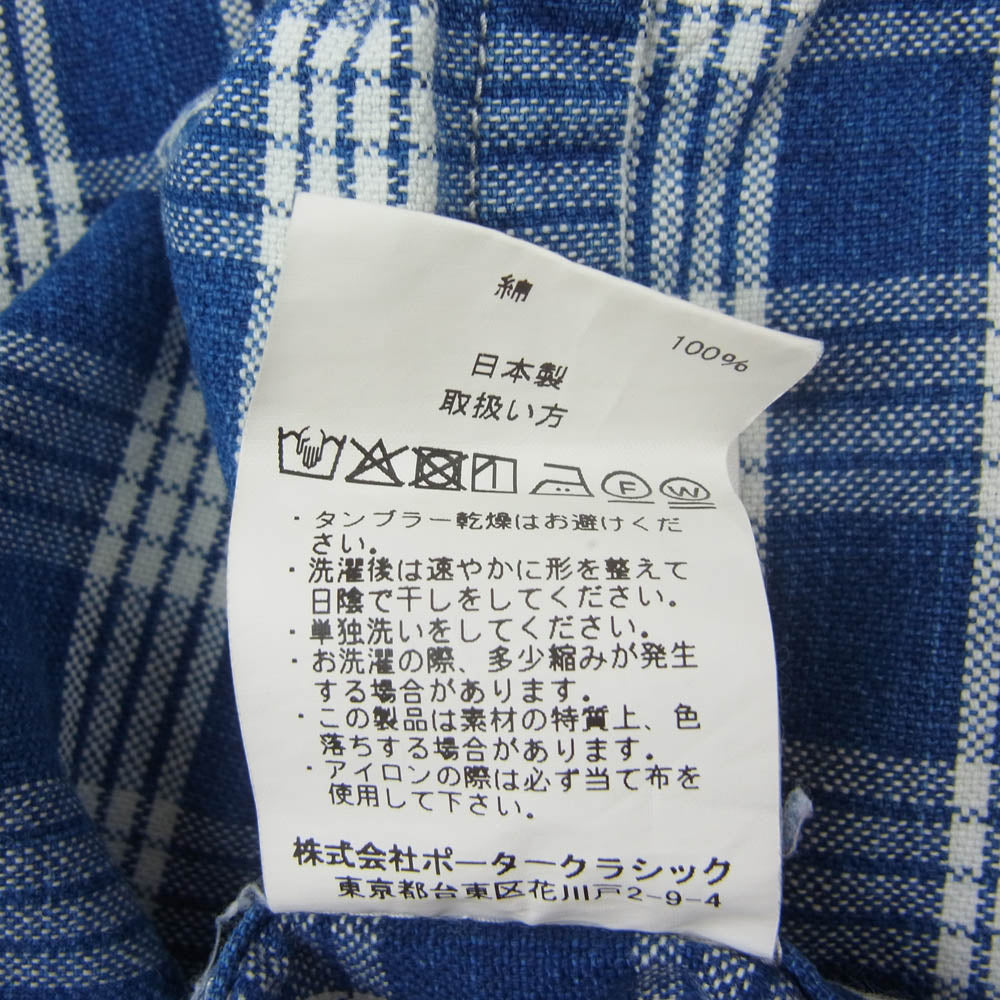 綿
100%
日本製
取扱い方
F W
・タンブラー乾燥はお避けくだ
さい。
・洗濯後は速やかに形を整えて
日陰で干しをしてください。
・単独洗いをしてください。
・お洗濯の際、多少縮みが発生
する場合があります。
・この製品は素材の特質上、色
落ちする場合があります。
・アイロンの際は必ず当て布を
使用して下さい。
株式会社ポータークラシック
東京都台東区花川戸2-9-4